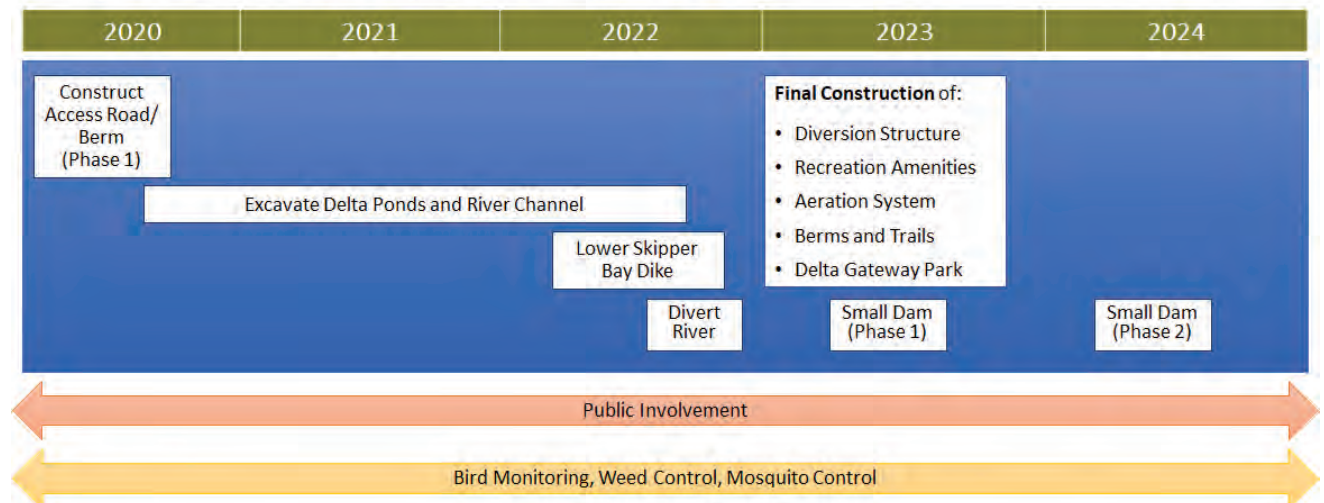 2020 2021 2022 2023 2024
Construct
Access Road/
Berm
(Phase 1)
Excavate Delta Ponds and River Channel
Lower Skipper
Bay Dike
Divert
River
Final Construction of:
• Diversion Structure
• Recreation Amenities
• Aeration System
• Berms and Trails
• Delta Gateway Park
Small Dam
(Phase 1)
Small Dam
(Phase 2)
Public Involvement
Bird Monitoring, Weed Control, Mosquito Control